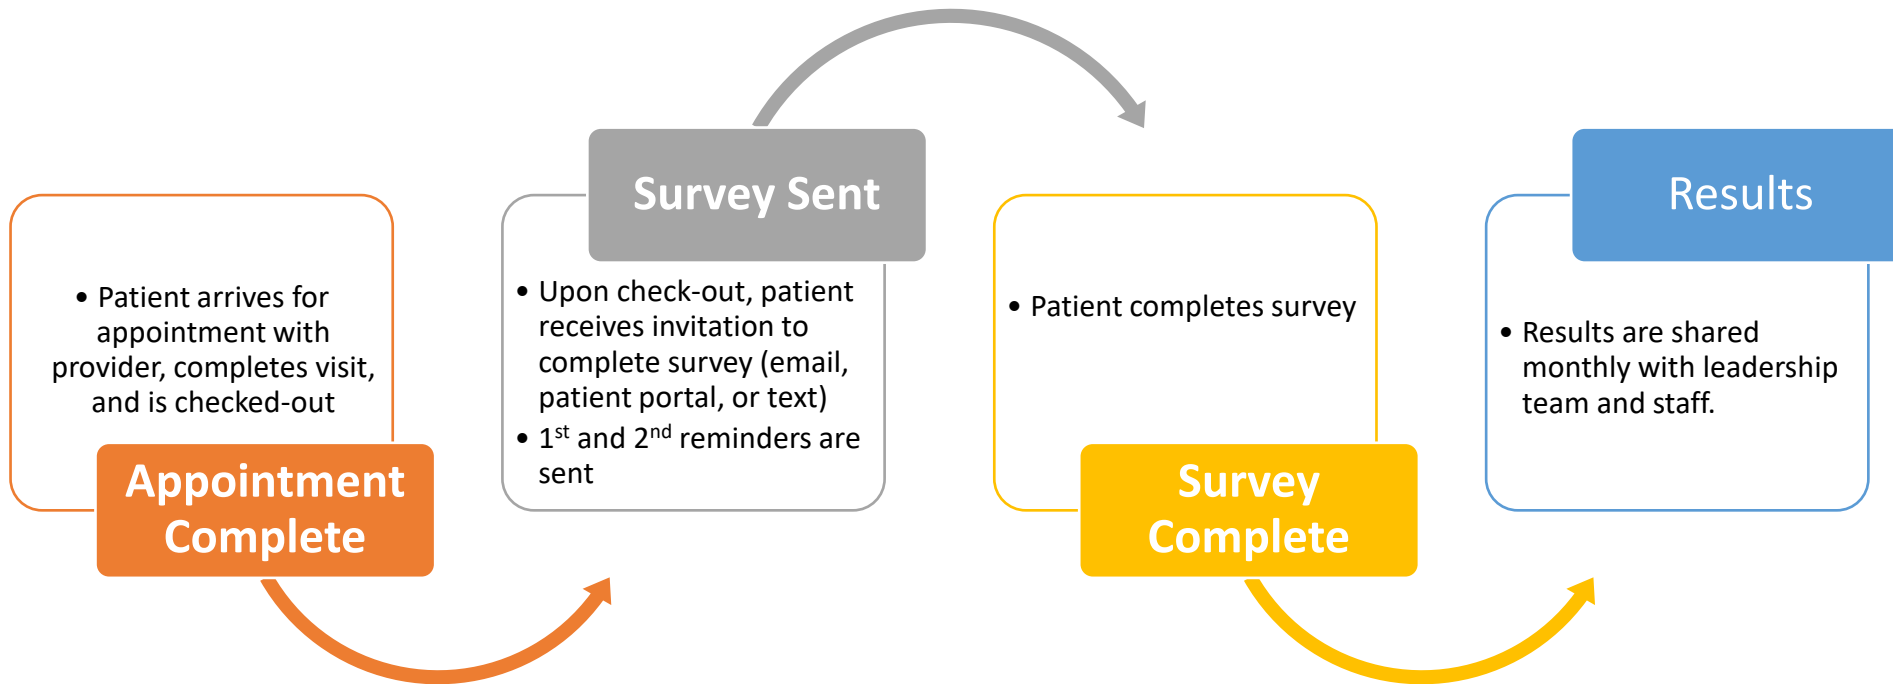 • Patient arrives for
appointment with
provider, completes visit,
and is checked-out
Appointment
Complete
Survey Sent
• Upon check-out, patient
receives invitation to
complete survey (email,
patient portal, or text)
• 1st and 2nd reminders are
sent
• Patient completes survey
Survey
Complete
Results
• Results are shared
monthly with leadership
team and staff.